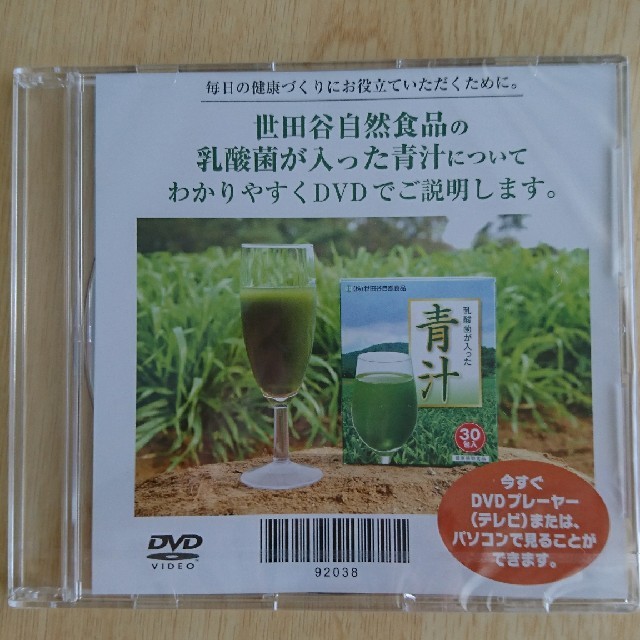 毎日の健康づくりにお役立ていただくために。
世田谷自然食品の
乳酸菌が入った青汁について
わかりやすくDVDでご説明します。
世田谷自然食品
乳酸菌が入った
青汁
30
包入
今すぐ
DVDプレーヤー
(テレビ)または、
パソコンで見ることが
できます。
DVD
VIDEO
92038